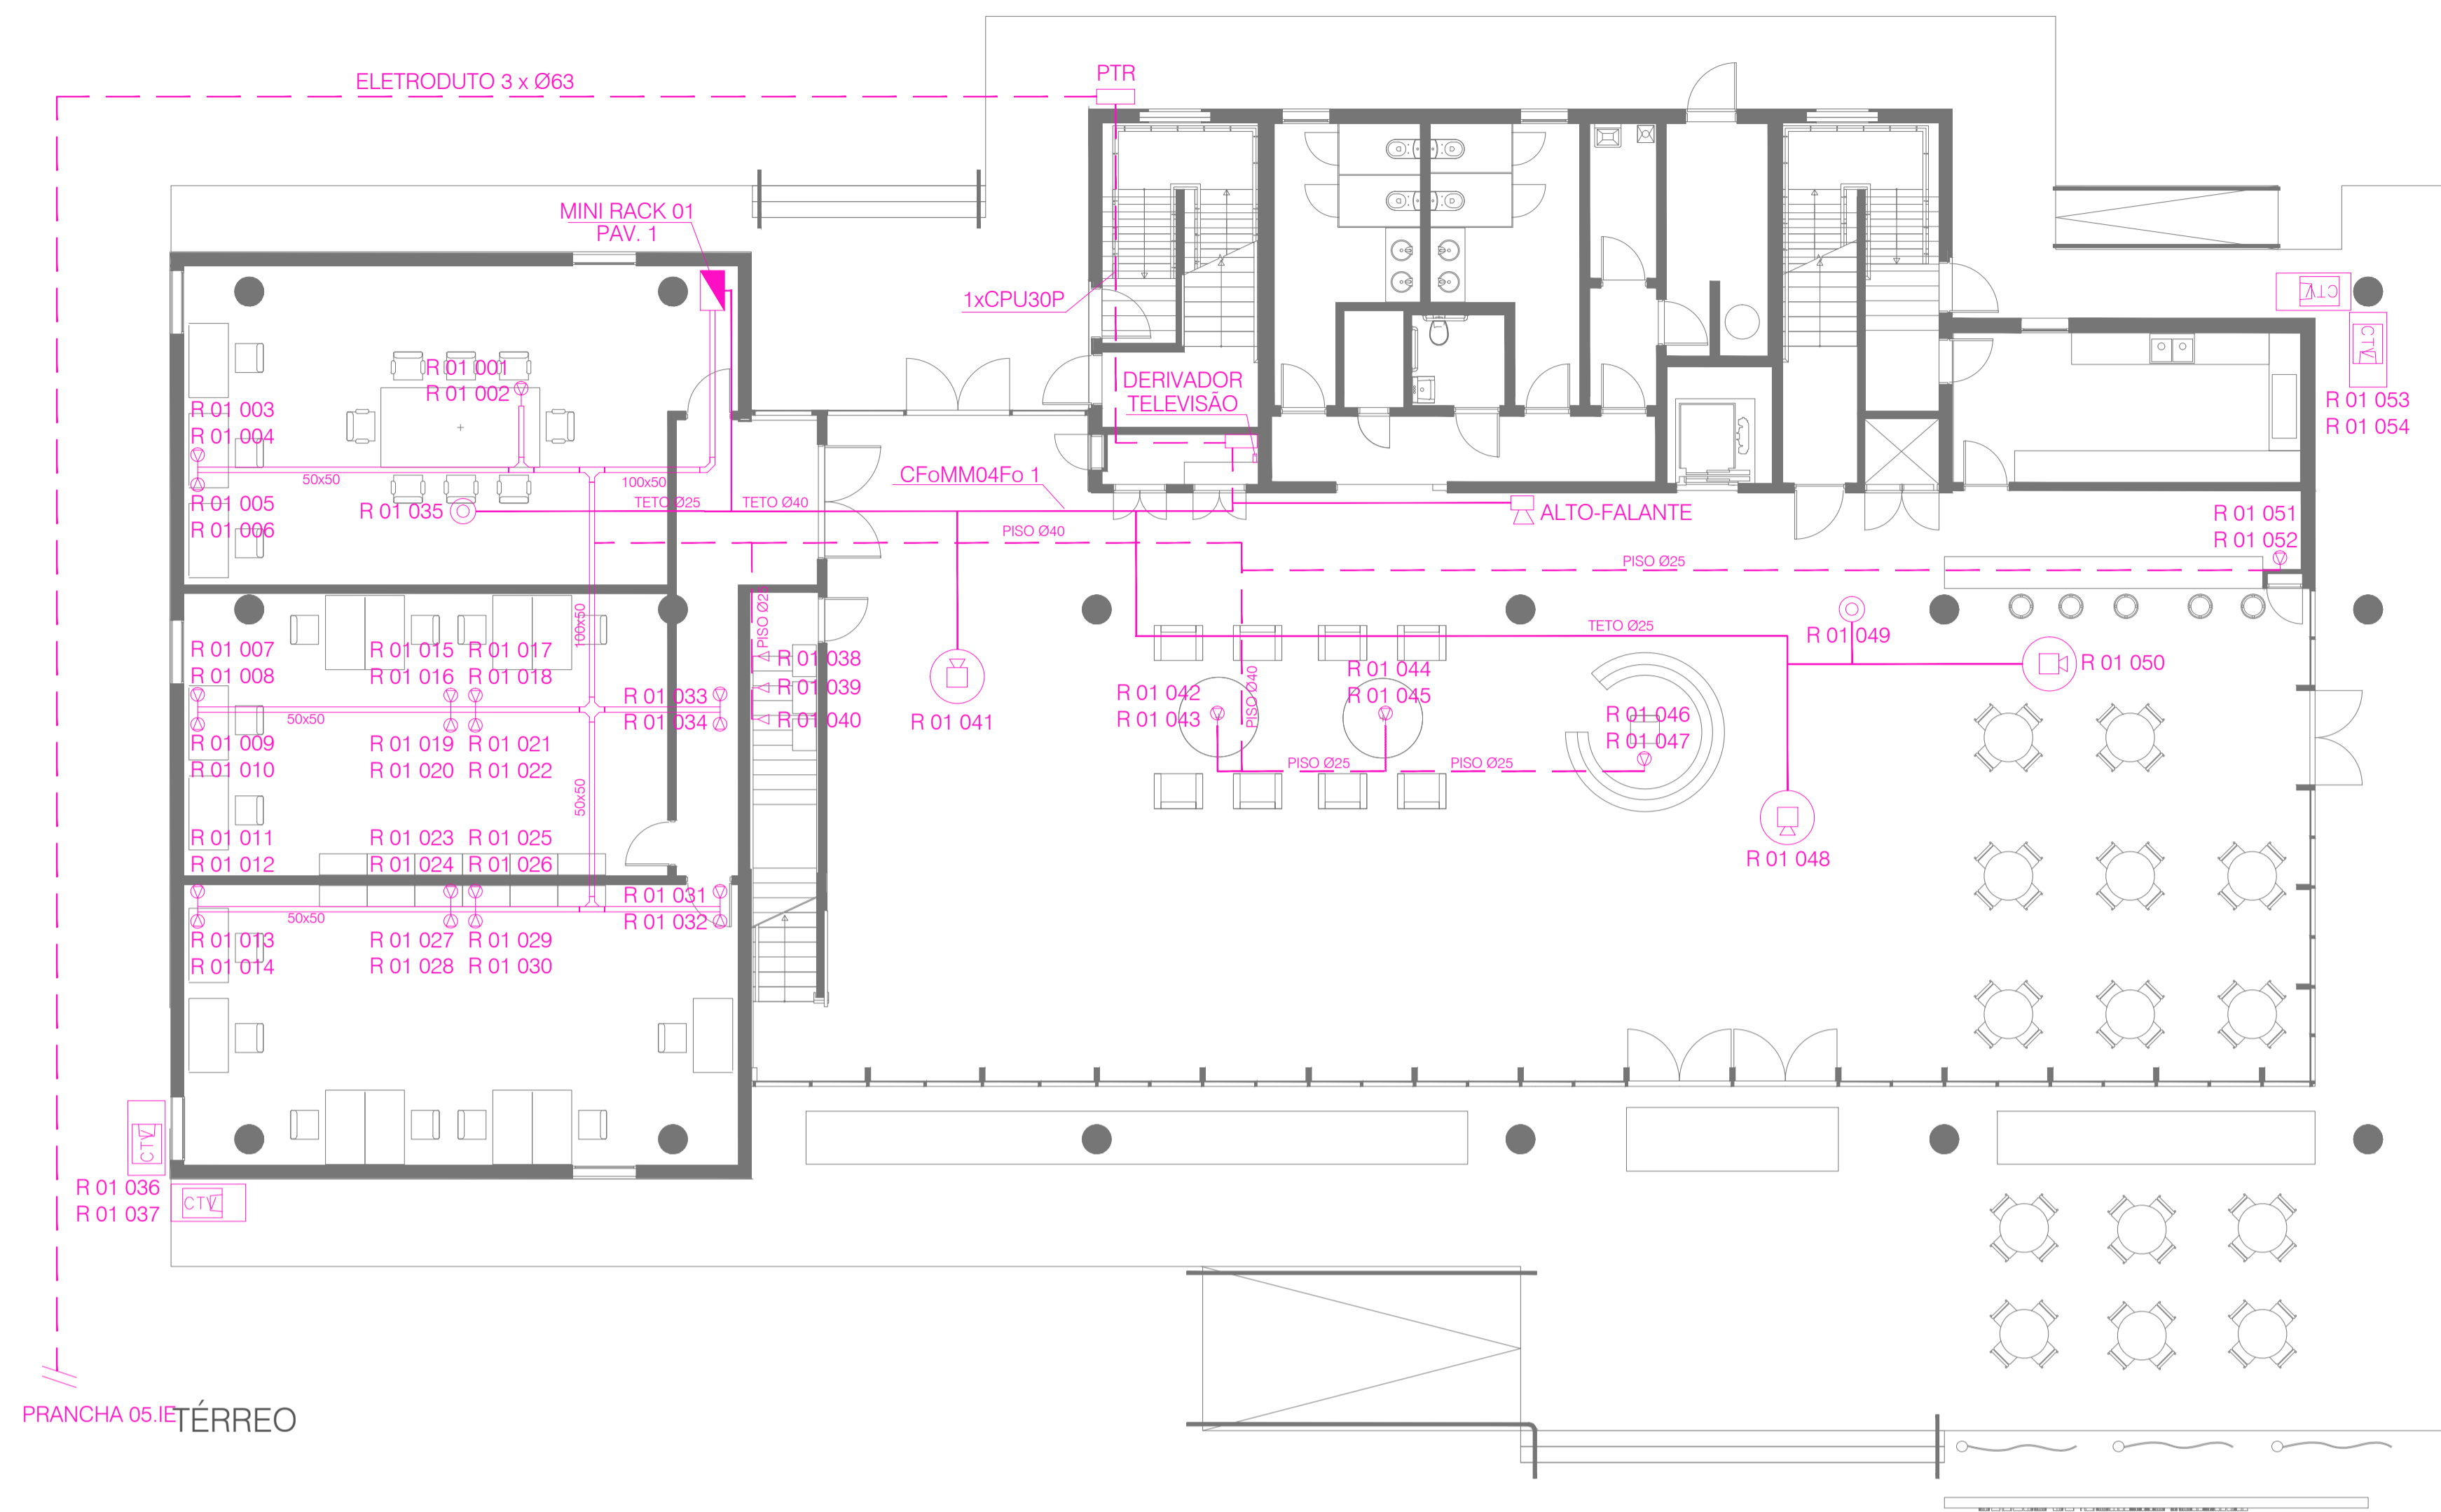 ELETRODUTO 3 x Ø63
PTR
MINI RACK 01
PAV. 1
1xCPU30P
CTV
CTV
R 01 053
R 01 054
DERIVADOR
TELEVISÃO
R 01 001
R 01 002
R 01 003
R 01 004
50x50
100x50
CFoMM04Fo 1
R 01 005
R 01 006
R 01 035
TETO Ø25
TETO Ø40
ALTO-FALANTE
PISO Ø40
R 01 051
R 01 052
PISO Ø25
PISO Ø25
100x50
TETO Ø25
R 01 049
R 01 007
R 01 008
R 01 015
R 01 016
R 01 017
R 01 018
R 01 033
R 01 034
R 01 038
R 01 039
R 01 040
R 01 041
R 01 042
R 01 043
PISO Ø40
R 01 044
R 01 045
R 01 046
R 01 047
R 01 050
50x50
R 01 009
R 01 010
R 01 019
R 01 020
R 01 021
R 01 022
50x50
PISO Ø25
PISO Ø25
R 01 048
R 01 011
R 01 012
R 01 023
R 01 024
R 01 025
R 01 026
R 01 031
R 01 032
50x50
R 01 013
R 01 014
R 01 027
R 01 028
R 01 029
R 01 030
CTV
R 01 036
R 01 037
CTV
PRANCHA 05.IE
TÉRREO